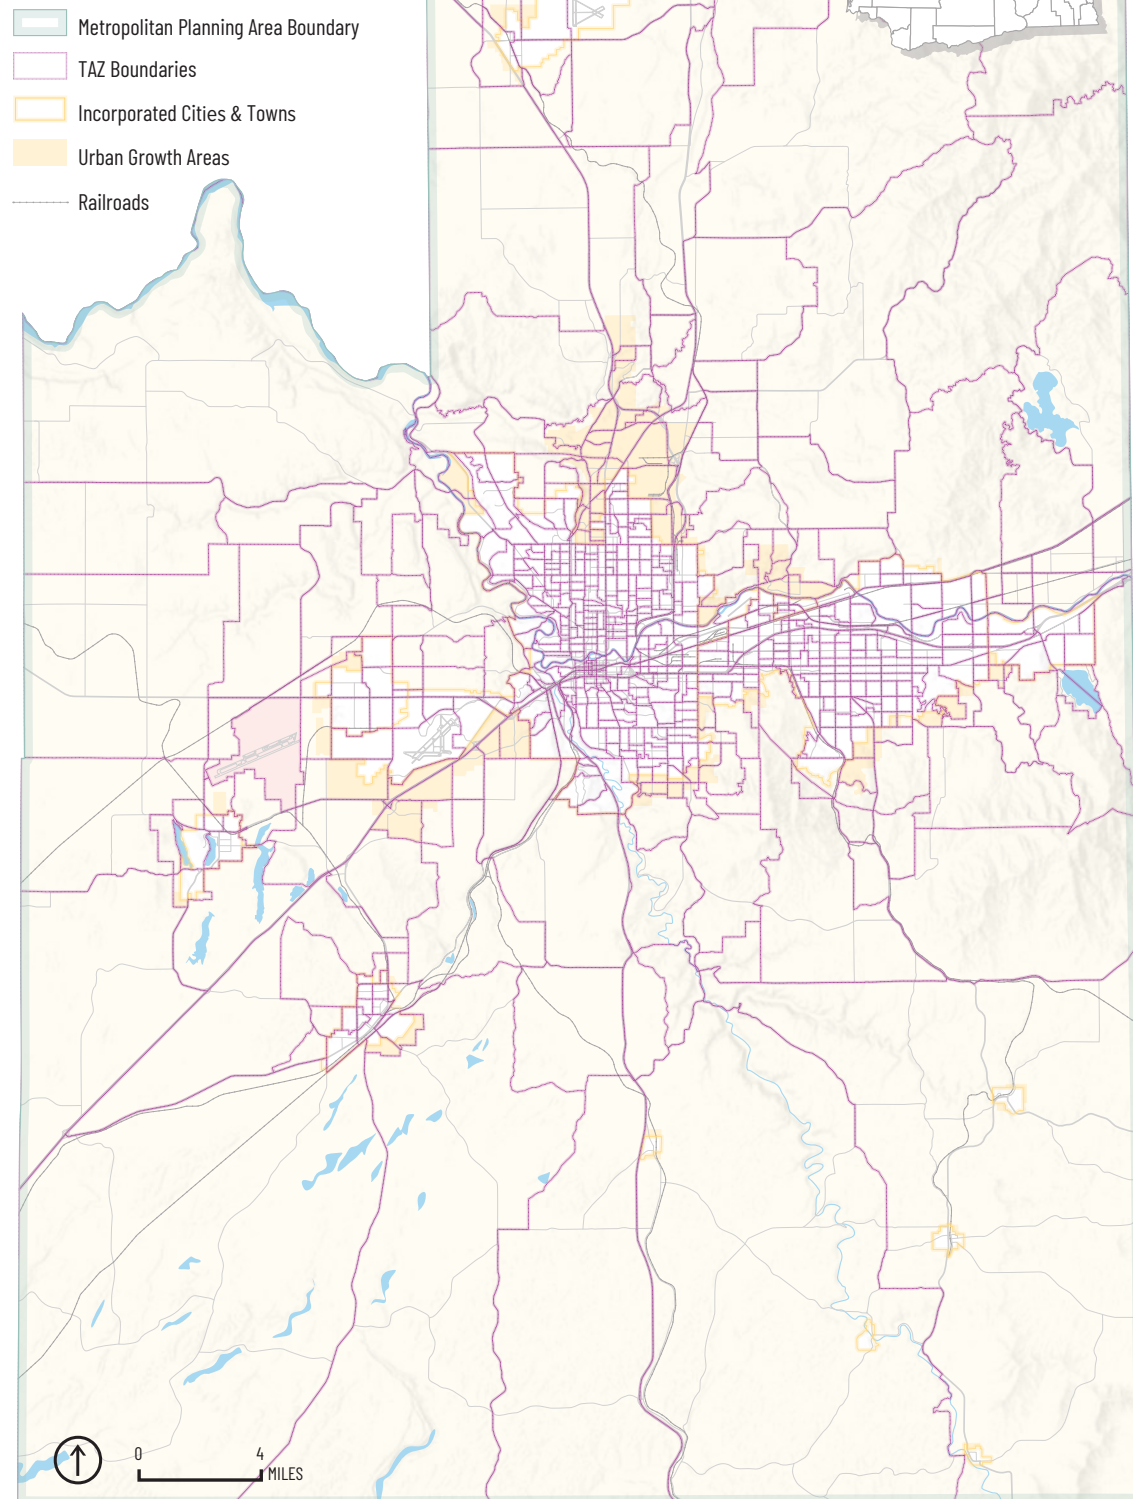 Metropolitan Planning Area Boundary
TAZ Boundaries
Incorporated Cities & Towns
Urban Growth Areas
Railroads
0 4
MILES